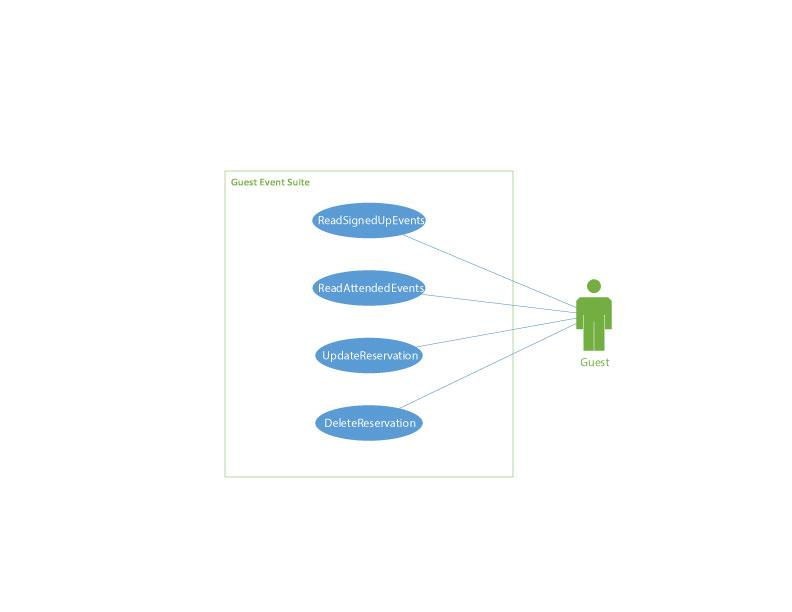 Guest Event Suite
ReadSignedUpEvents
ReadAttendedEvents
UpdateReservation
DeleteReservation
Guest